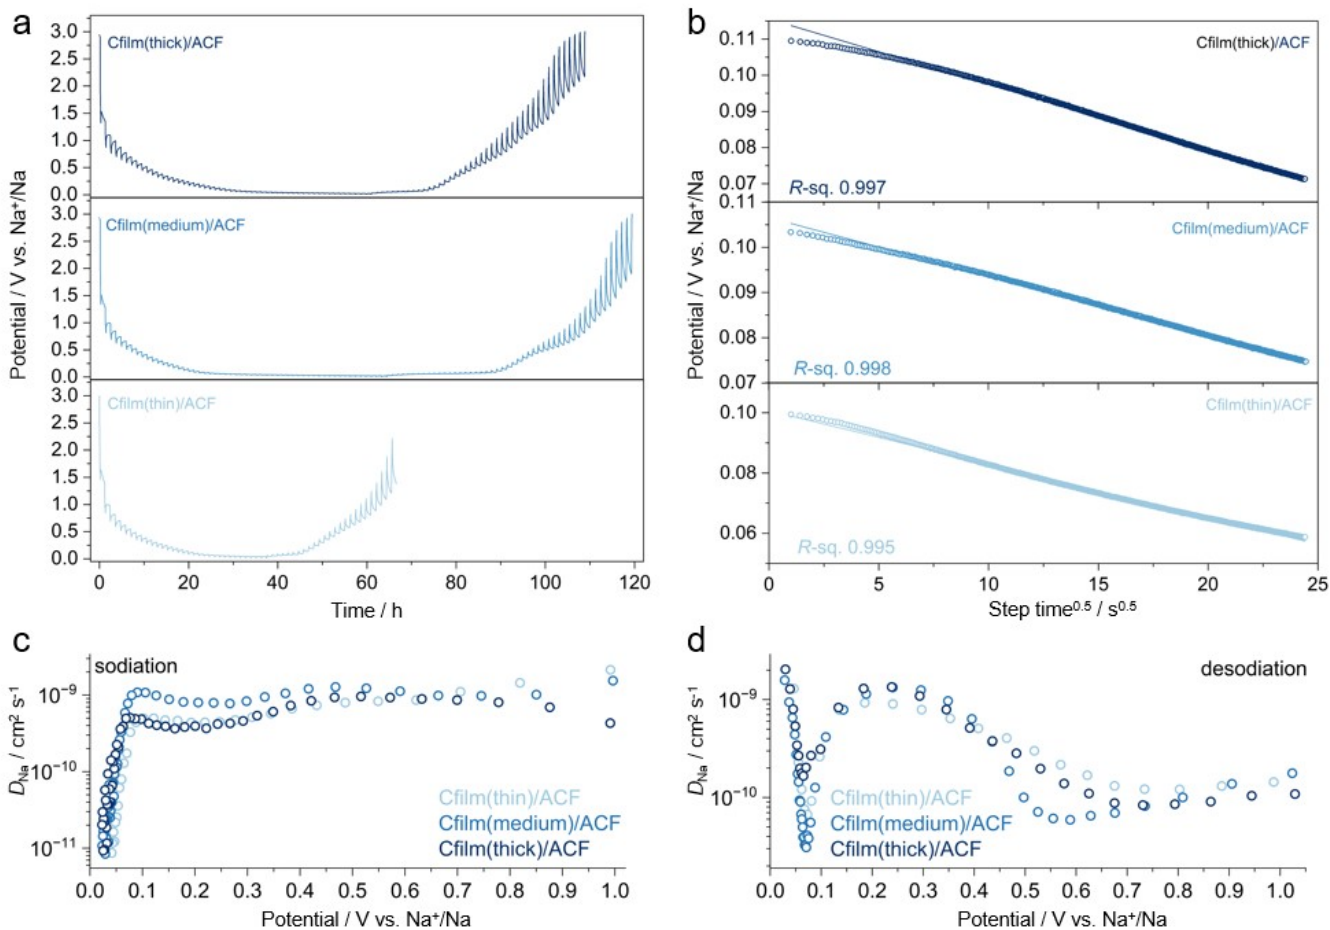 a
Cfilm(thick)/ACF
3.0
2.5
2.0
1.5
1.0
0.5
0.0
Cfilm(medium)/ACF
3.0
2.5
2.0
1.5
1.0
0.5
0.0
Cfilm(thin)/ACF
3.0
2.5
2.0
1.5
1.0
0.5
0.0
Potential / V vs. Na⁺/Na
0 20 40 60 80 100 120
Time / h
b
Cfilm(thick)/ACF
0.11
0.10
0.09
0.08
0.07
R-sq. 0.997
0.11
Cfilm(medium)/ACF
0.10
0.09
0.08
0.07
R-sq. 0.998
Cfilm(thin)/ACF
0.10
0.08
0.06
R-sq. 0.995
Potential / V vs. Na⁺/Na
0 5 10 15 20 25
Step time⁰·⁵ / s⁰·⁵
c
sodiation
10⁻⁹
10⁻¹⁰
10⁻¹¹
D_Na / cm² s⁻¹
Cfilm(thin)/ACF
Cfilm(medium)/ACF
Cfilm(thick)/ACF
0.0 0.1 0.2 0.3 0.4 0.5 0.6 0.7 0.8 0.9 1.0
Potential / V vs. Na⁺/Na
d
desodiation
10⁻⁹
10⁻¹⁰
D_Na / cm² s⁻¹
Cfilm(thin)/ACF
Cfilm(medium)/ACF
Cfilm(thick)/ACF
0.0 0.1 0.2 0.3 0.4 0.5 0.6 0.7 0.8 0.9 1.0
Potential / V vs. Na⁺/Na